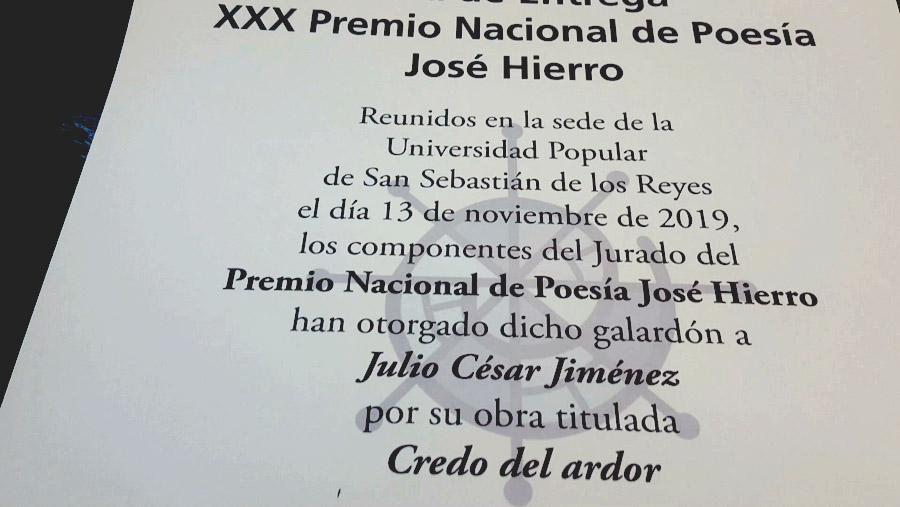 de Entrega
XXX Premio Nacional de Poesía
José Hierro
Reunidos en la sede de la
Universidad Popular
de San Sebastián de los Reyes
el día 13 de noviembre de 2019,
los componentes del Jurado del
Premio Nacional de Poesía José Hierro
han otorgado dicho galardón a
Julio César Jiménez
por su obra titulada
Credo del ardor